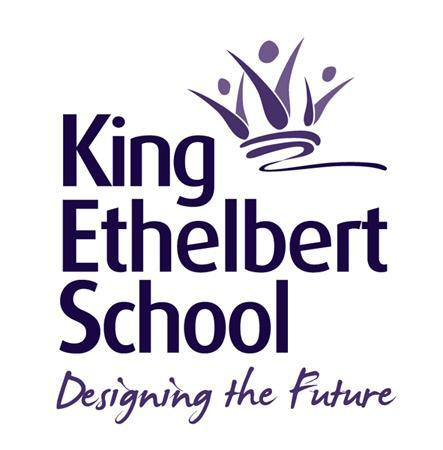 King
Ethelbert
School
Designing the Future